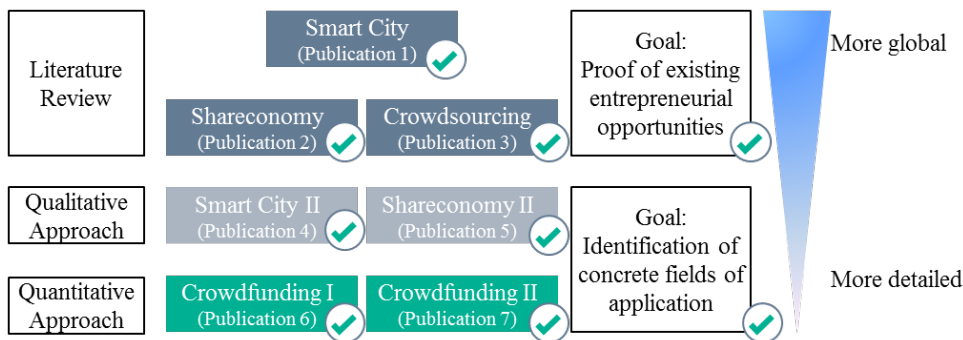 Literature
Review
Smart City
(Publication 1)
Shareconomy
(Publication 2)
Crowdsourcing
(Publication 3)
Goal:
Proof of existing
entrepreneurial
opportunities
More global
Qualitative
Approach
Smart City II
(Publication 4)
Shareconomy II
(Publication 5)
Goal:
Identification of
concrete fields of
application
Quantitative
Approach
Crowdfunding I
(Publication 6)
Crowdfunding II
(Publication 7)
More detailed